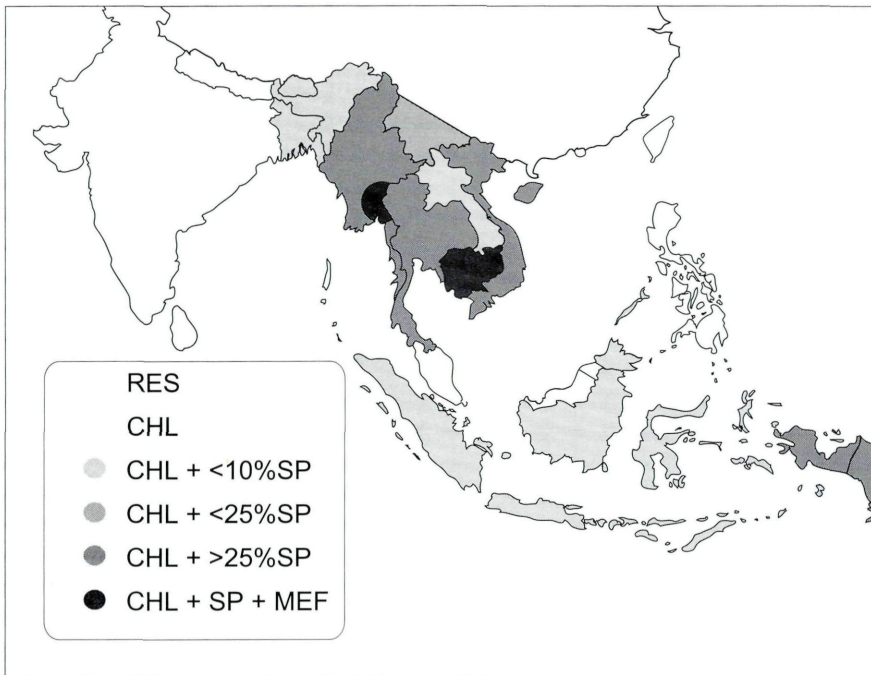 RES
CHL
CHL + <10%SP
CHL + <25%SP
CHL + >25%SP
CHL + SP + MEF